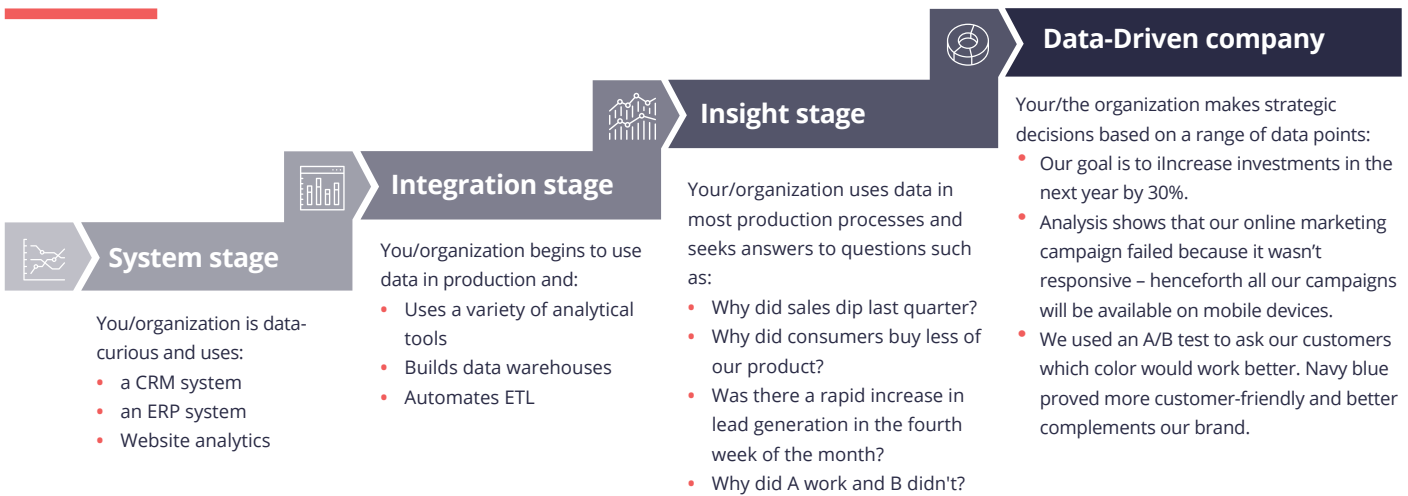 System stage
You/organization is data-
curious and uses:
• a CRM system
• an ERP system
• Website analytics
Integration stage
You/organization begins to use
data in production and:
• Uses a variety of analytical
tools
• Builds data warehouses
• Automates ETL
Insight stage
Your/organization uses data in
most production processes and
seeks answers to questions such
as:
• Why did sales dip last quarter?
• Why did consumers buy less of
our product?
• Was there a rapid increase in
lead generation in the fourth
week of the month?
• Why did A work and B didn't?
Data-Driven company
Your/the organization makes strategic
decisions based on a range of data points:
• Our goal is to iIncrease investments in the
next year by 30%.
• Analysis shows that our online marketing
campaign failed because it wasn’t
responsive – henceforth all our campaigns
will be available on mobile devices.
• We used an A/B test to ask our customers
which color would work better. Navy blue
proved more customer-friendly and better
complements our brand.